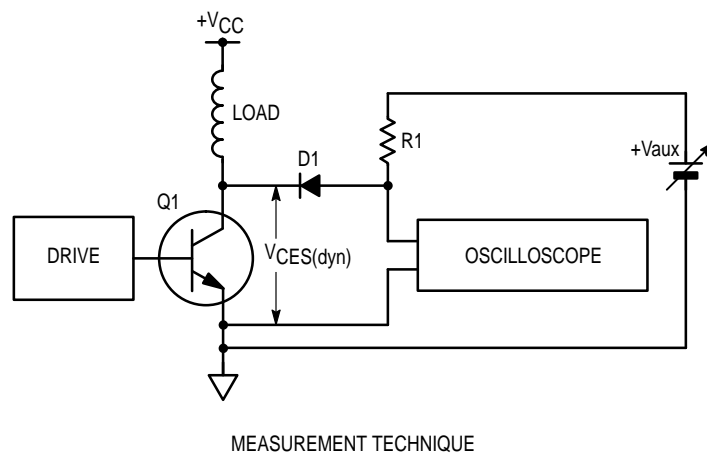 +VCC
LOAD
D1
R1
+Vaux
Q1
DRIVE
VCES(dyn)
OSCILLOSCOPE
MEASUREMENT TECHNIQUE